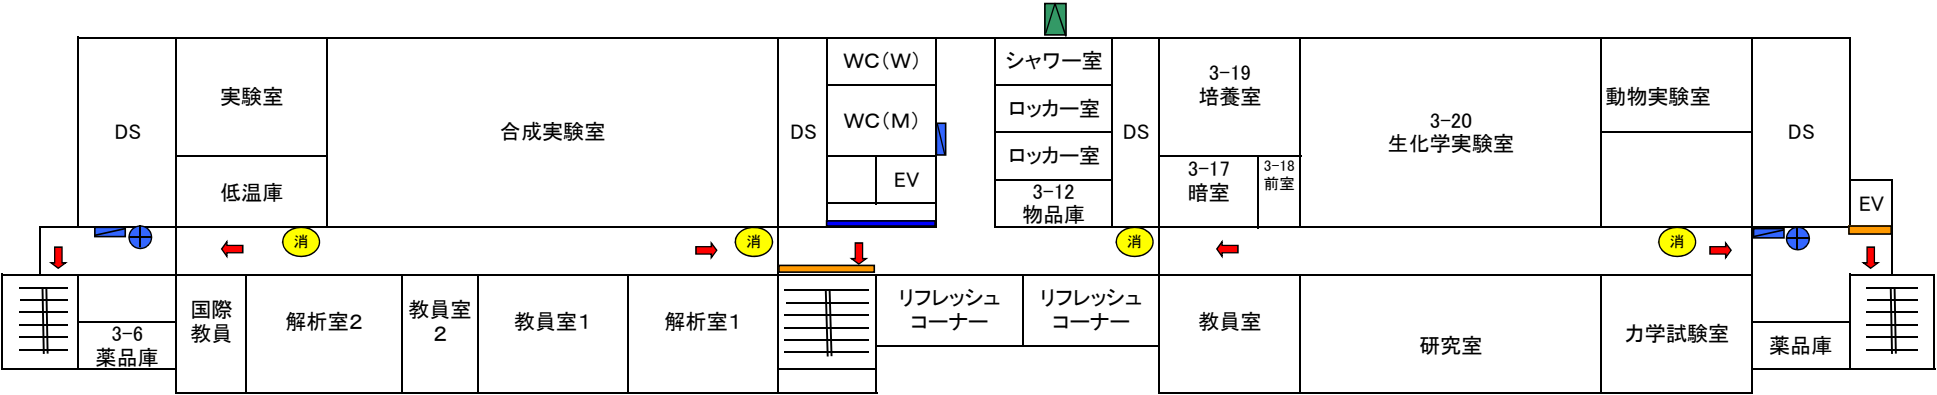 DS
実験室
低温庫
合成実験室
DS
WC(W)
WC(M)
EV
シャワー室
ロッカー室
ロッカー室
3-12
物品庫
DS
3-19
培養室
3-17
暗室
3-18
前室
3-20
生化学実験室
動物実験室
DS
EV
消
消
消
消
3-6
薬品庫
国際
教員
解析室2
教員室
2
教員室1
解析室1
リフレッシュ
コーナー
リフレッシュ
コーナー
教員室
研究室
力学試験室
薬品庫